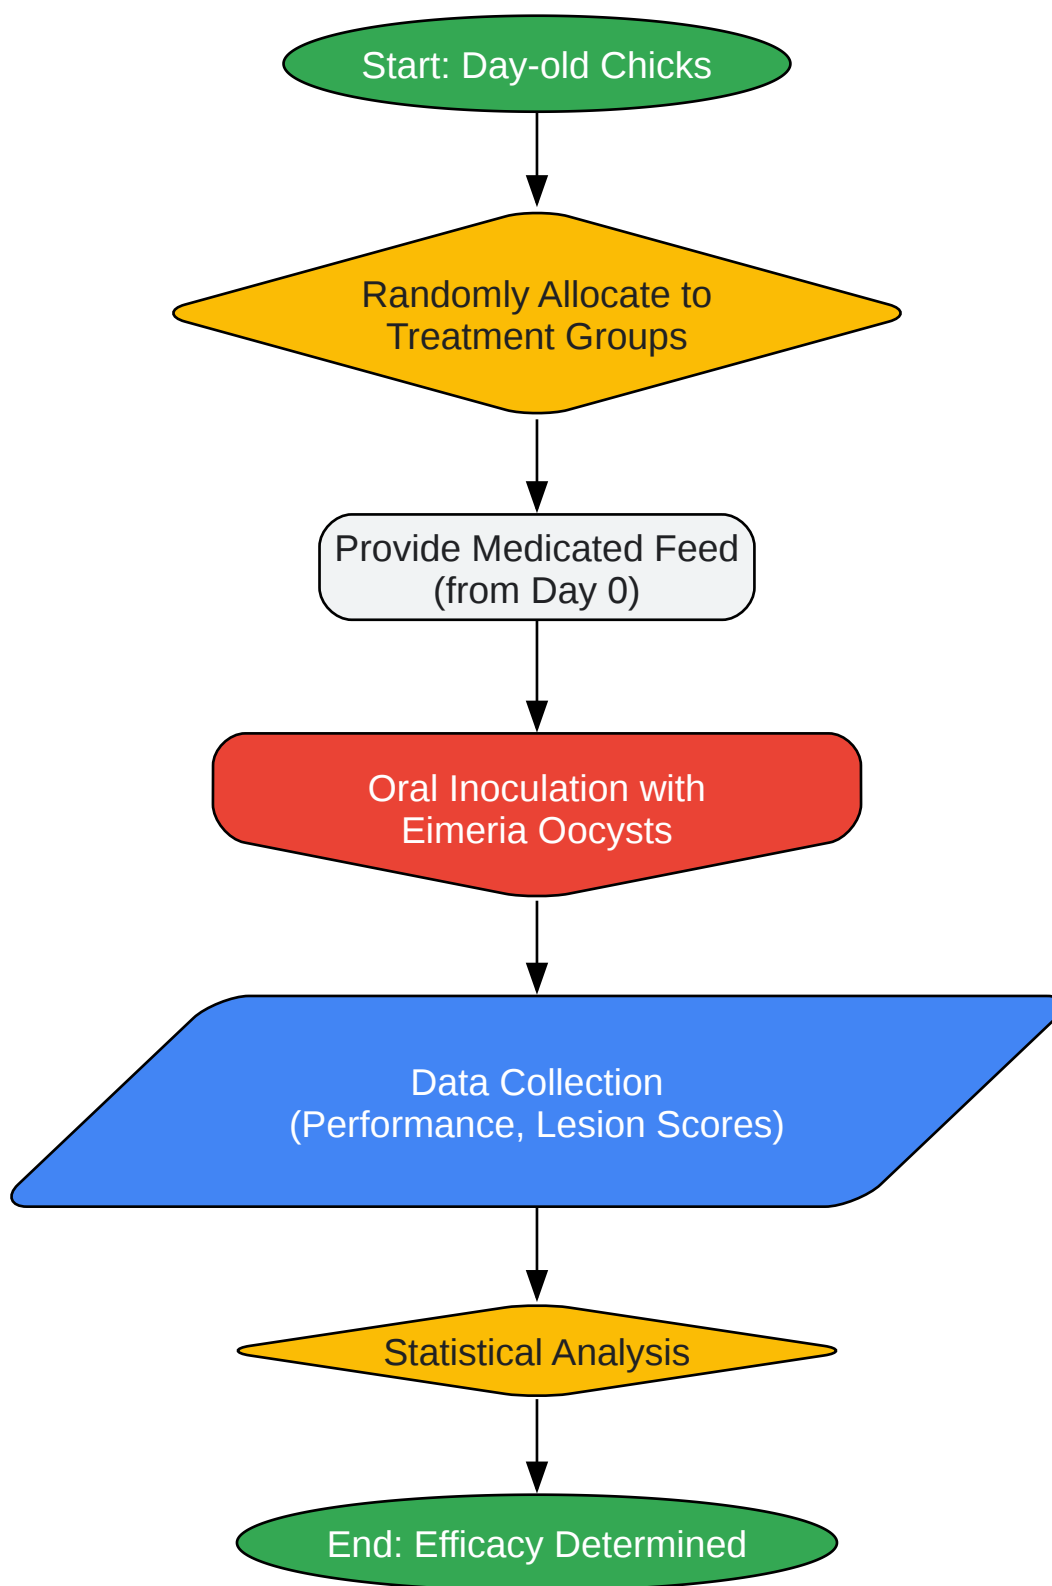 Start: Day-old Chicks
Randomly Allocate to
Treatment Groups
Provide Medicated Feed
(from Day 0)
Oral Inoculation with
Eimeria Oocysts
Data Collection
(Performance, Lesion Scores)
Statistical Analysis
End: Efficacy Determined